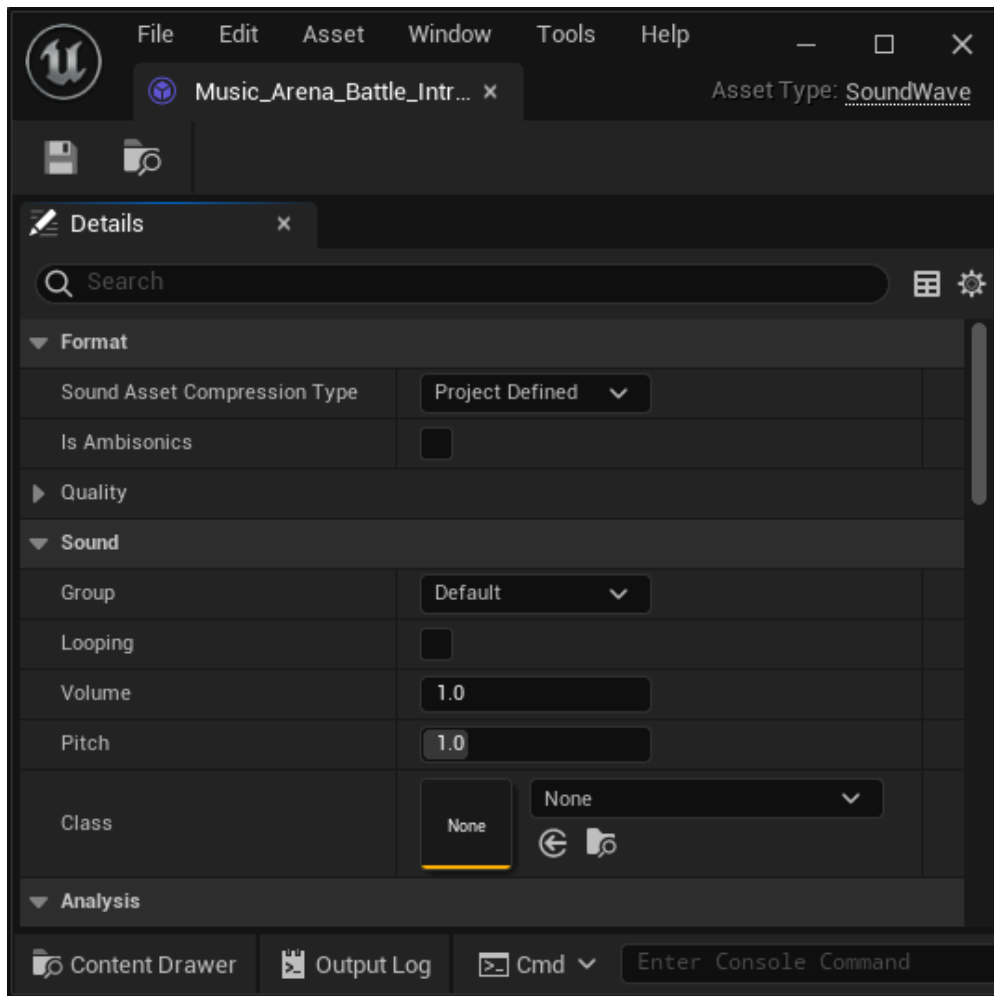 File Edit Asset Window Tools Help
Music_Arena_Battle_Intr... Asset Type: SoundWave
Details
Search
Format
Sound Asset Compression Type Project Defined
Is Ambisonics
Quality
Sound
Group Default
Looping
Volume 1.0
Pitch 1.0
Class None None
Analysis
Content Drawer Output Log Cmd Enter Console Command